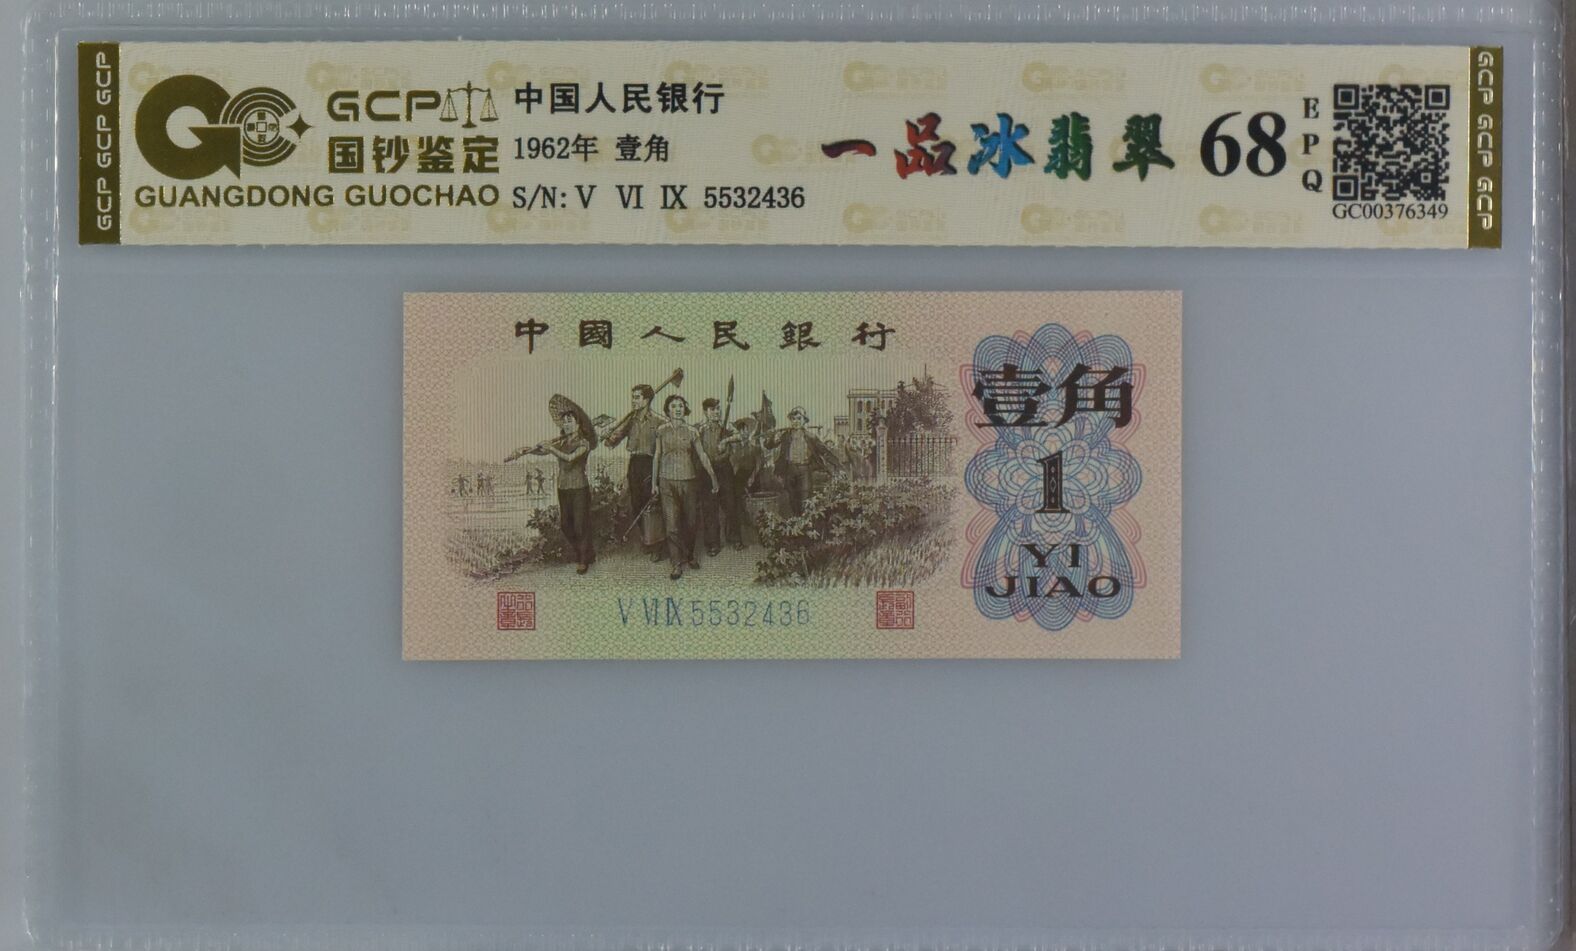 GCP GCP GCP
GCP
国钞鉴定
GUANGDONG GUOCHAO
中国人民银行
1962年 壹角
S/N: V VI IX 5532436
一品冰翡翠
68
EPQ
GC00376349
GCP GCP GCP
中國人民銀行
壹角
1
YI
JIAO
V VI IX 5532436